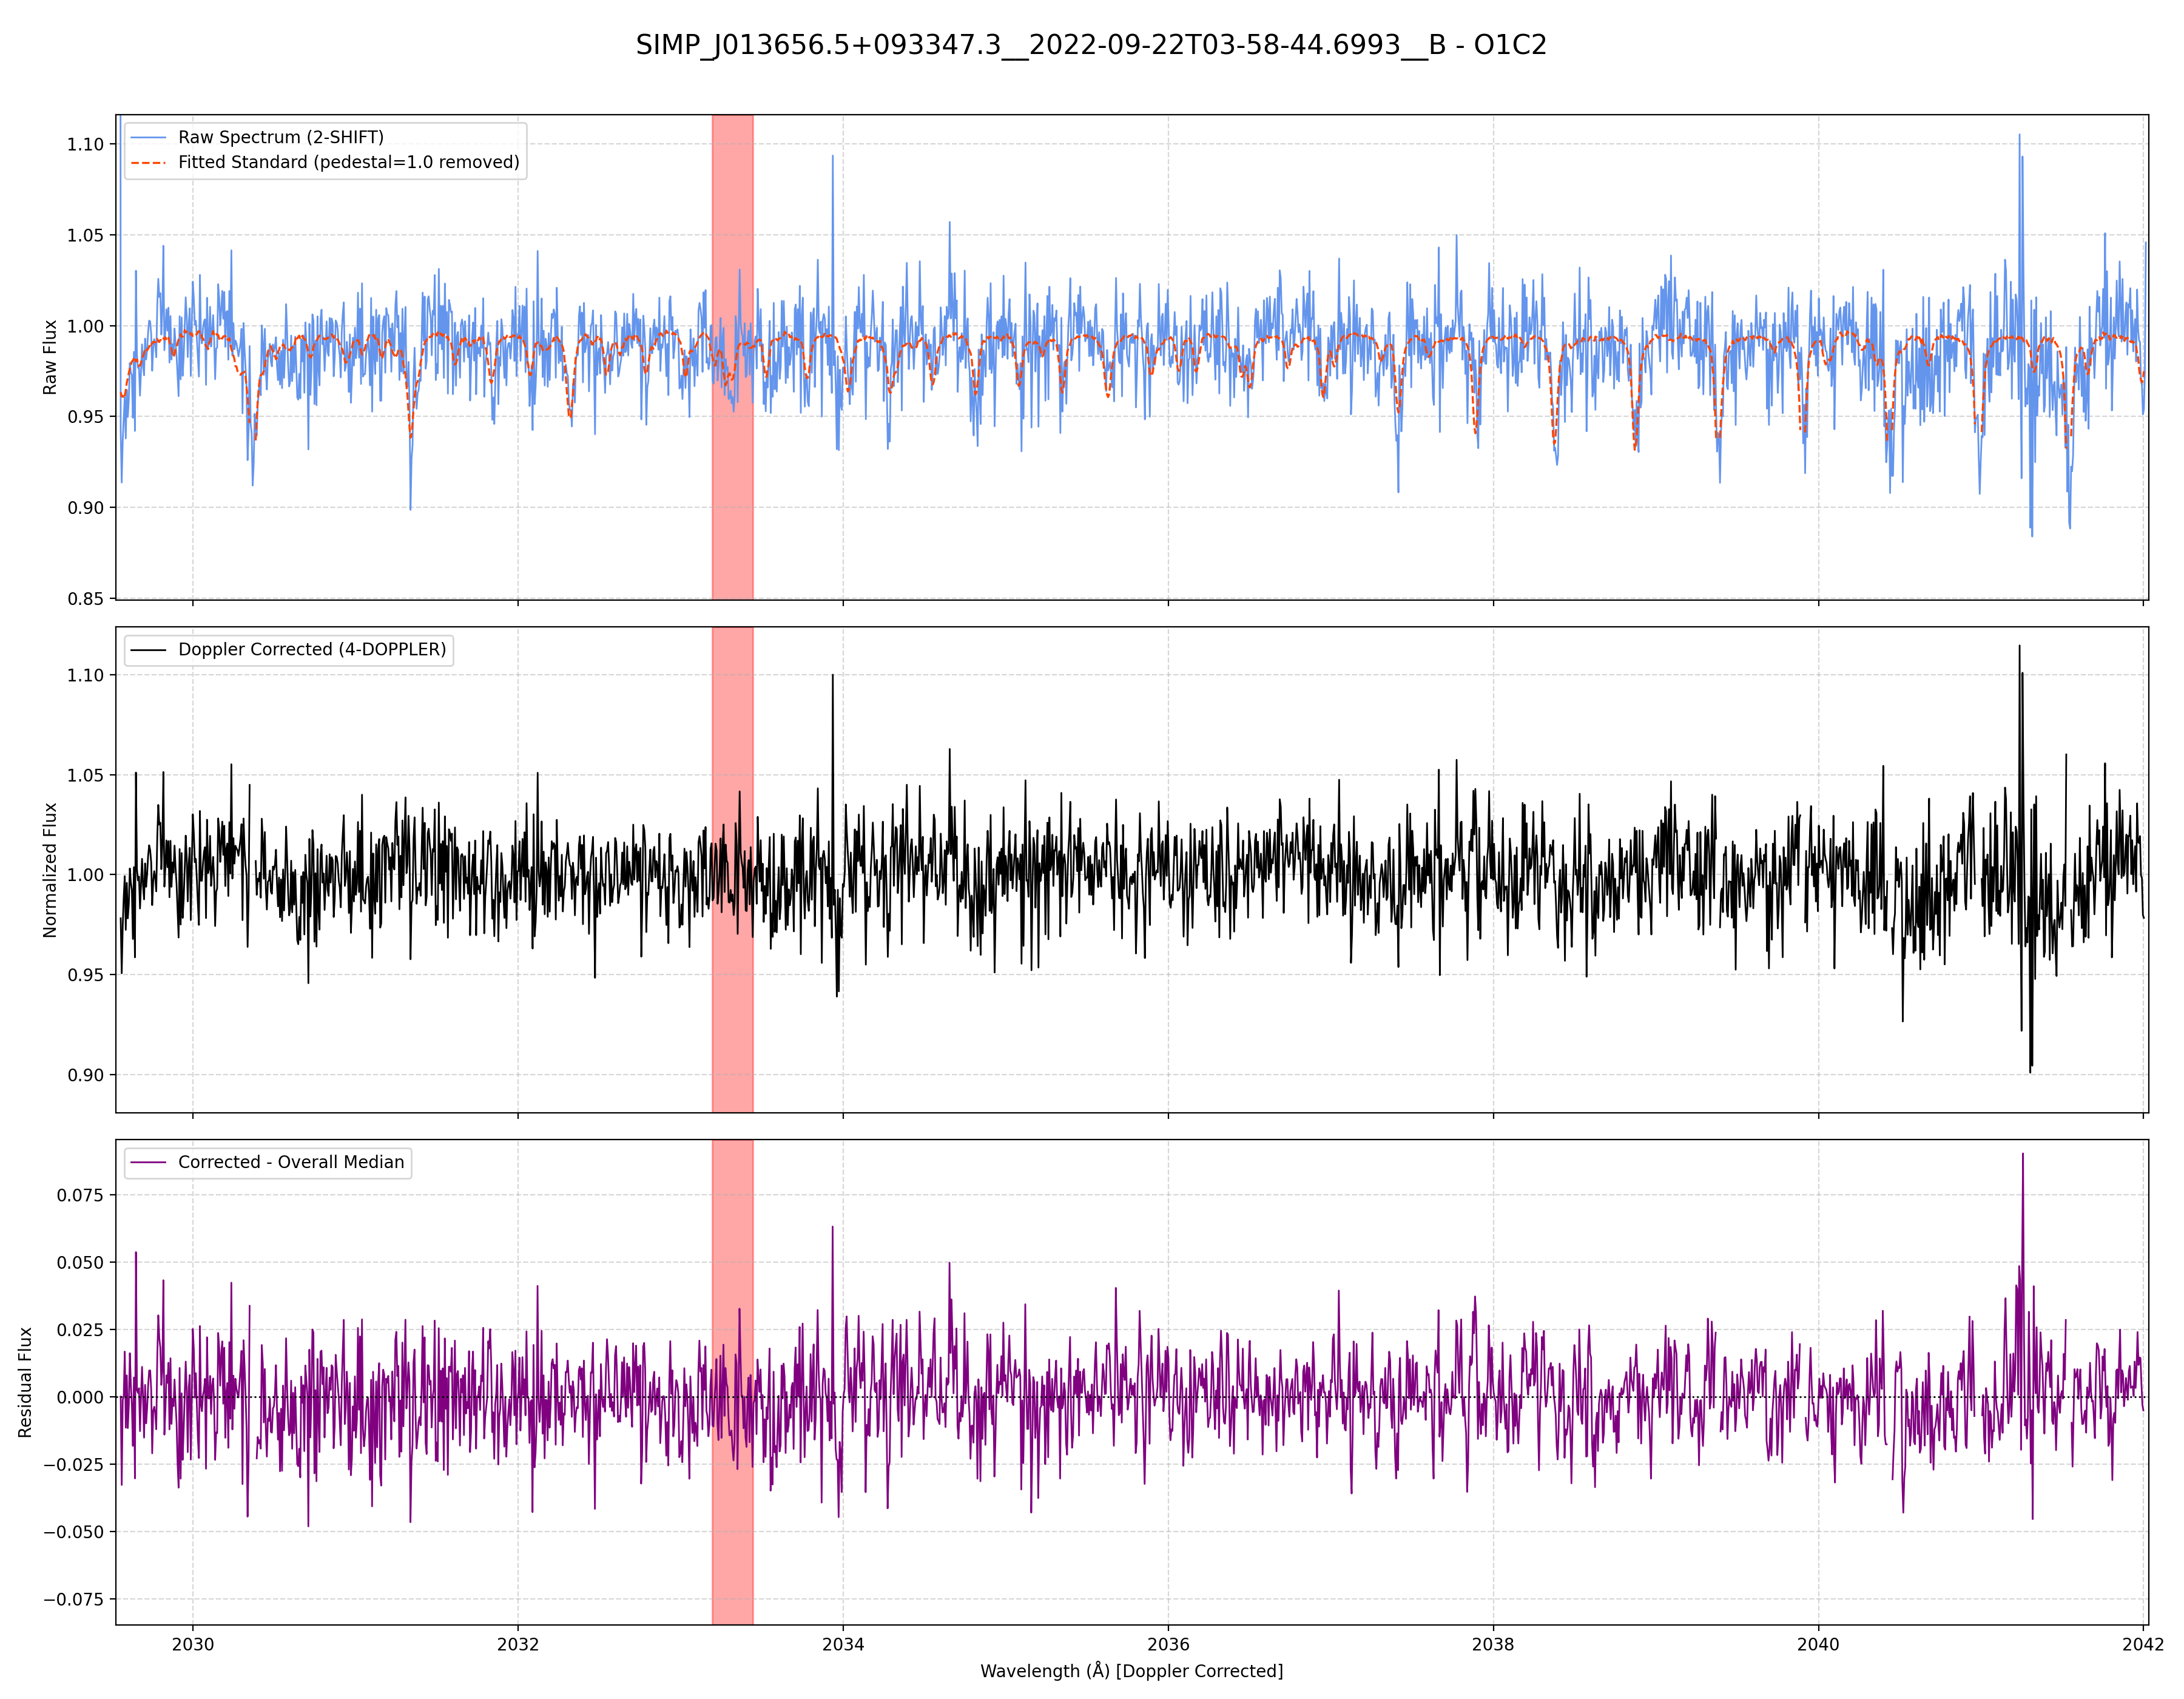 SIMP_J013656.5+093347.3__2022-09-22T03-58-44.6993__B - O1C2
Raw Spectrum (2-SHIFT)
Fitted Standard (pedestal=1.0 removed)
1.10
1.05
1.00
0.95
0.90
0.85
Raw Flux
Doppler Corrected (4-DOPPLER)
1.10
1.05
1.00
0.95
0.90
Normalized Flux
Corrected - Overall Median
0.075
0.050
0.025
0.000
−0.025
−0.050
−0.075
Residual Flux
2030
2032
2034
2036
2038
2040
2042
Wavelength (Å) [Doppler Corrected]